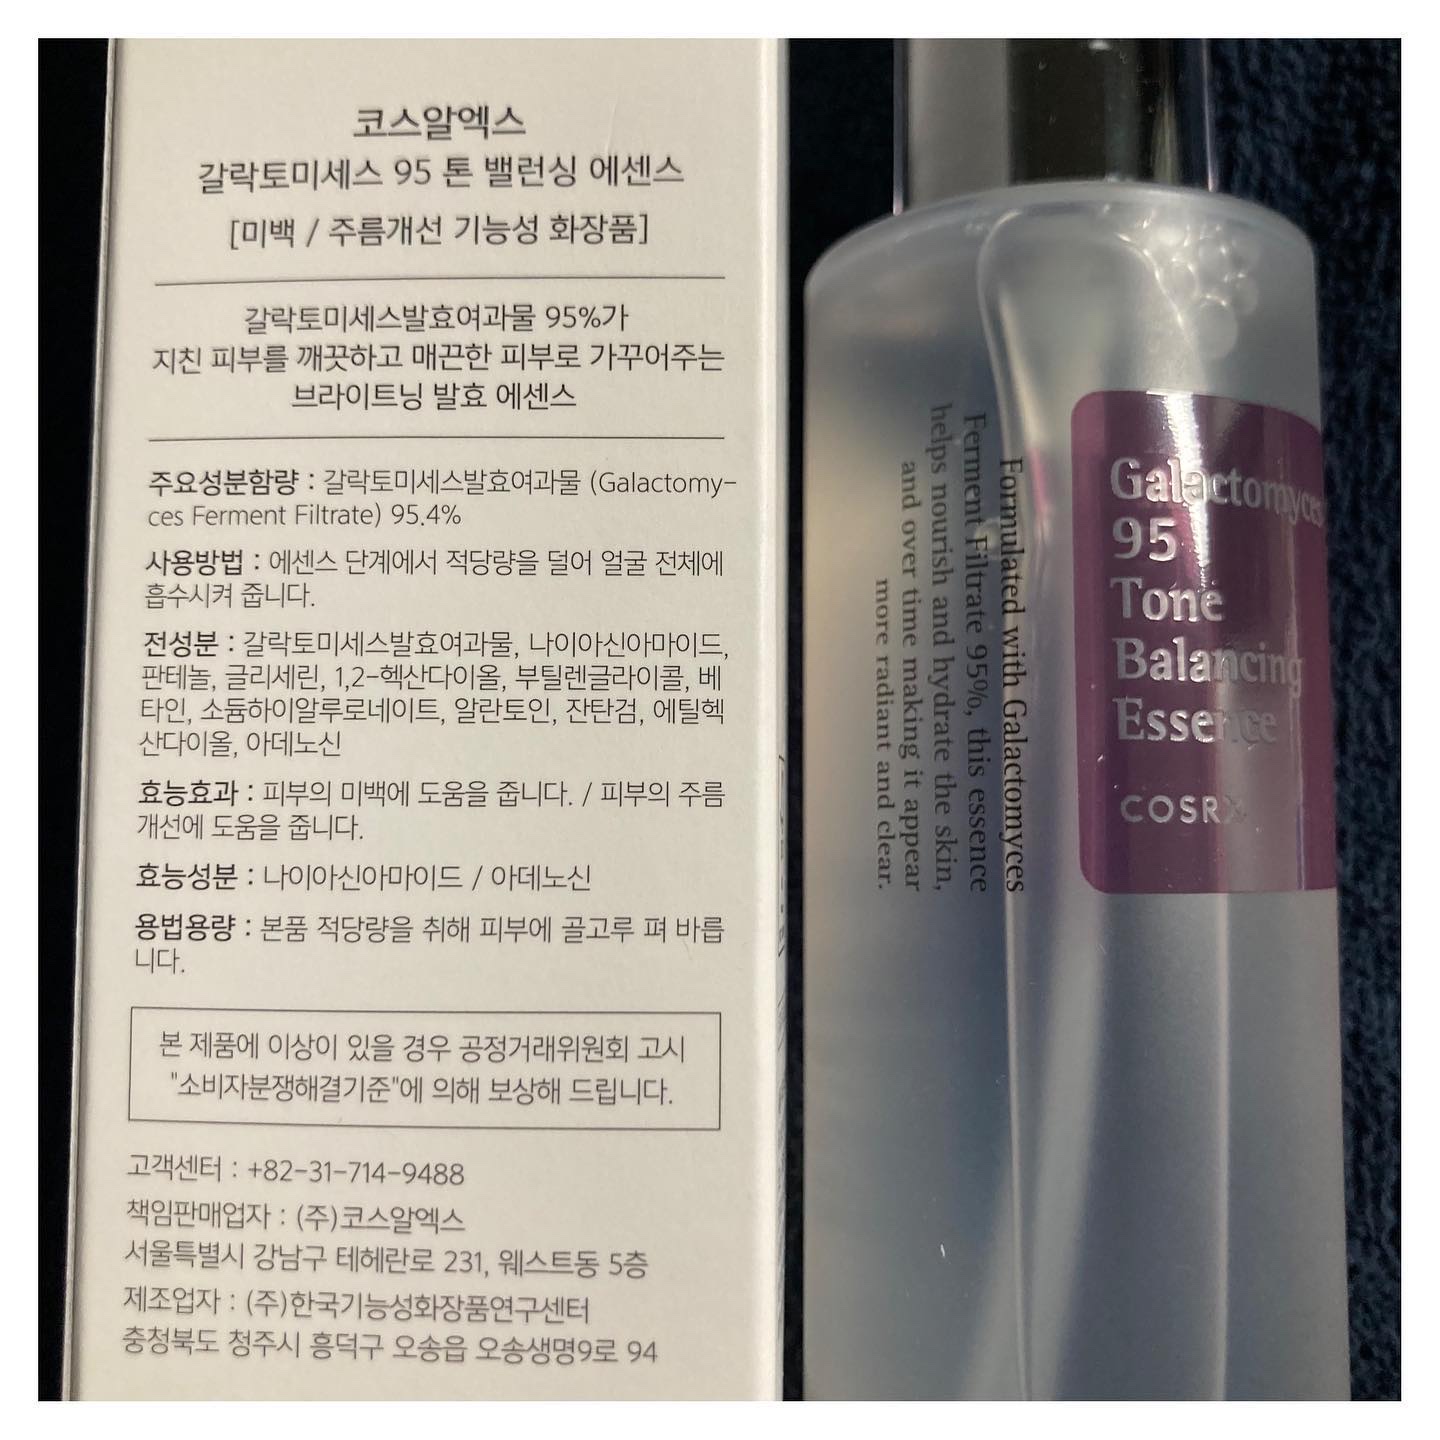 코스알엑스
갈락토미세스 95 톤 밸런싱 에센스
[미백 / 주름개선 기능성 화장품]
갈락토미세스발효여과물 95%가
지친 피부를 깨끗하고 매끈한 피부로 가꾸어주는
브라이트닝 발효 에센스
주요성분함량 : 갈락토미세스발효여과물 (Galactomy-
ces Ferment Filtrate) 95.4%
사용방법 : 에센스 단계에서 적당량을 덜어 얼굴 전체에
흡수시켜 줍니다.
전성분 : 갈락토미세스발효여과물, 나이아신아마이드,
판테놀, 글리세린, 1,2-헥산다이올, 부틸렌글라이콜, 베
타인, 소듐하이알루로네이트, 알란토인, 잔탄검, 에틸헥
산다이올, 아데노신
효능효과 : 피부의 미백에 도움을 줍니다. / 피부의 주름
개선에 도움을 줍니다.
효능성분 : 나이아신아마이드 / 아데노신
용법용량 : 본품 적당량을 취해 피부에 골고루 펴 바릅
니다.
본 제품에 이상이 있을 경우 공정거래위원회 고시
"소비자분쟁해결기준"에 의해 보상해 드립니다.
고객센터 : +82-31-714-9488
책임판매업자 : (주)코스알엑스
서울특별시 강남구 테헤란로 231, 웨스트동 5층
제조업자 : (주)한국기능성화장품연구센터
충청북도 청주시 흥덕구 오송읍 오송생명9로 94
Formulated with Galactomyces
Ferment Filtrate 95%, this essence
helps nourish and hydrate the skin,
and over time making it appear
more radiant and clear.
Galactomyces
95
Tone
Balancing
Essence
COSRX